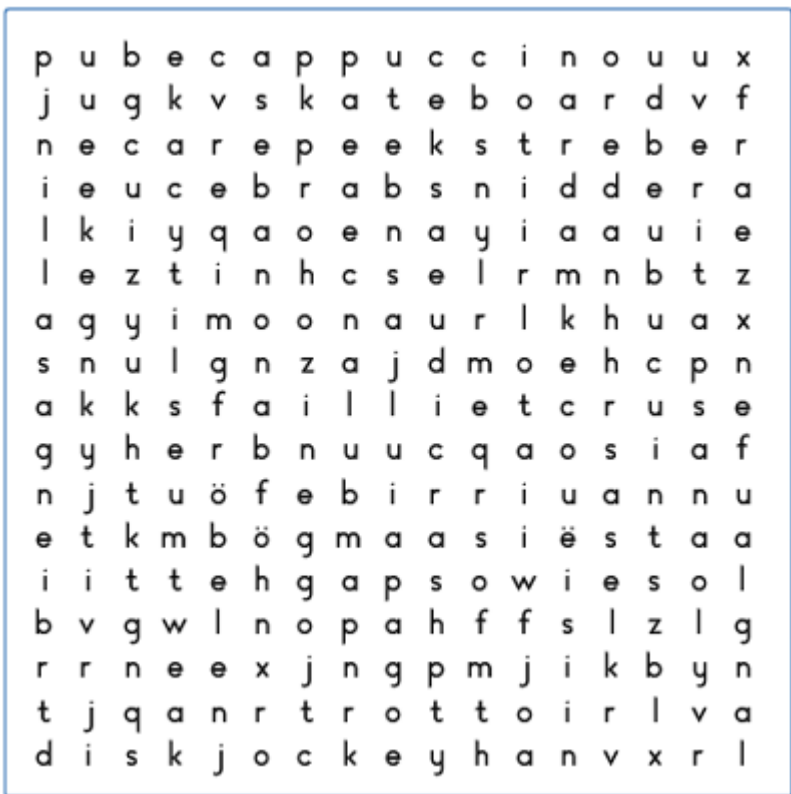 p u b e c a p p u c c i n o u u x
j u g k v s k a t e b o a r d v f
n e c a r e p e e k s t r e b e r
i e u c e b r a b s n i d d e r a
l k i y q a o e n a y i a a u i e
l e z t i n h c s e l r m n b t z
a g y i m o o n a u r l k h u a x
s n u l g n z a j d m o e h c p n
a k k s f a i l l i e t c r u s e
g y h e r b n u u c q a o s i a f
n j t u ö f e b i r r i u a n n u
e t k m b ö g m a a s i ë s t a a
i i t t e h g a p s o w i e s o l
b v g w l n o p a h f f s l z l g
r r n e e x j n g p m j i k b y n
t j q a n r t r o t t o i r l v a
d i s k j o c k e y h a n v x r l